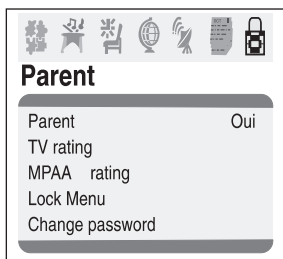 Parent
Parent Oui
TV rating
MPAA rating
Lock Menu
Change password